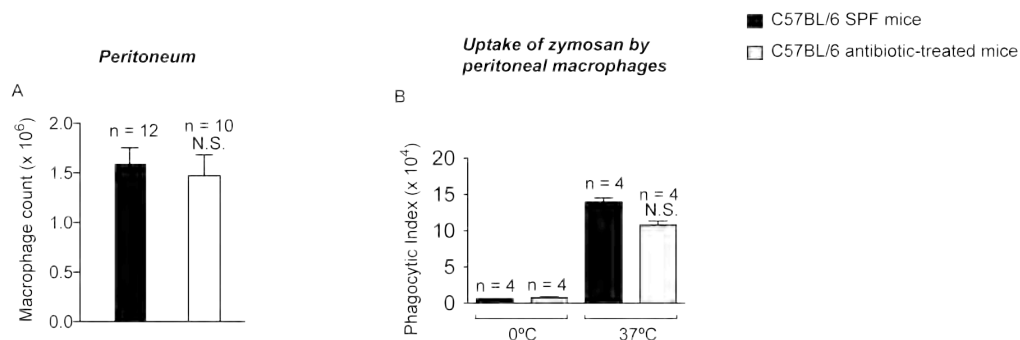 C57BL/6 SPF mice
C57BL/6 antibiotic-treated mice
Peritoneum
Uptake of zymosan by
peritoneal macrophages
A
Macrophage count (x 10⁶)
2.0
1.5
1.0
0.5
0.0
n = 12
n = 10
N.S.
B
Phagocytic Index (x 10⁴)
20
15
10
5
0
n = 4
n = 4
n = 4
n = 4
N.S.
0ºC
37ºC